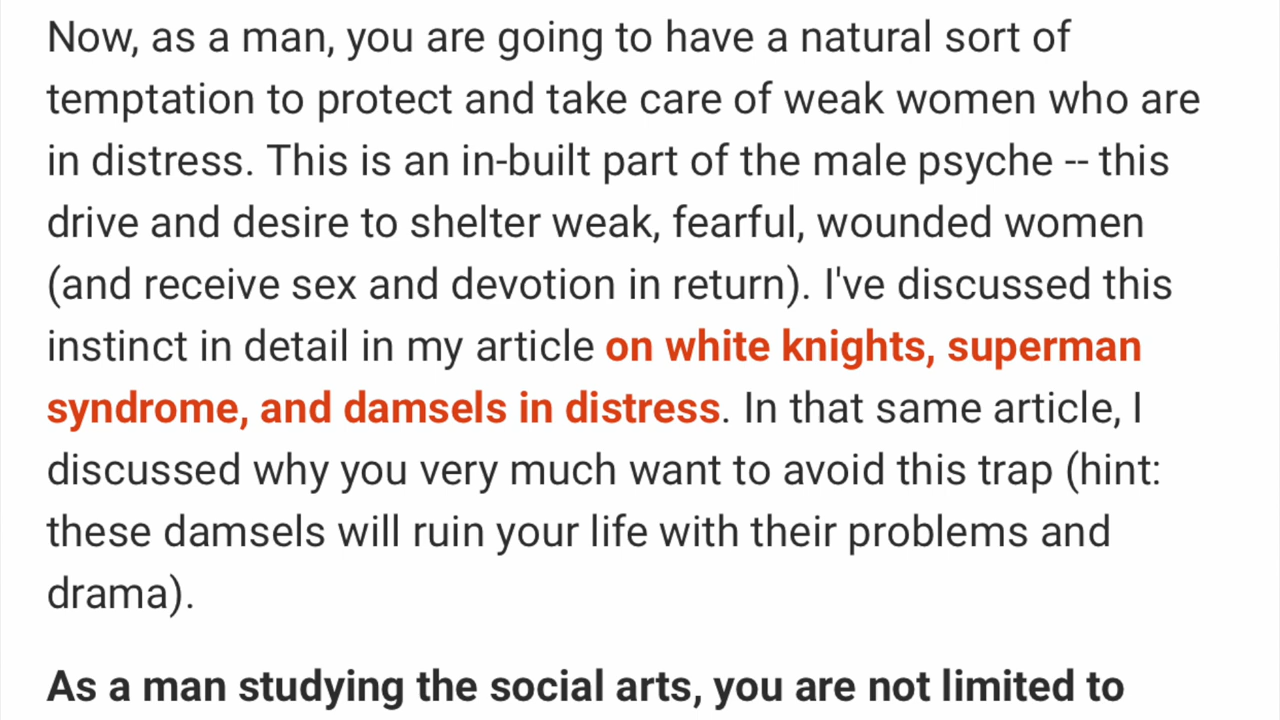 Now, as a man, you are going to have a natural sort of
temptation to protect and take care of weak women who are
in distress. This is an in-built part of the male psyche -- this
drive and desire to shelter weak, fearful, wounded women
(and receive sex and devotion in return). I've discussed this
instinct in detail in my article on white knights, superman
syndrome, and damsels in distress. In that same article, I
discussed why you very much want to avoid this trap (hint:
these damsels will ruin your life with their problems and
drama).
As a man studying the social arts, you are not limited to